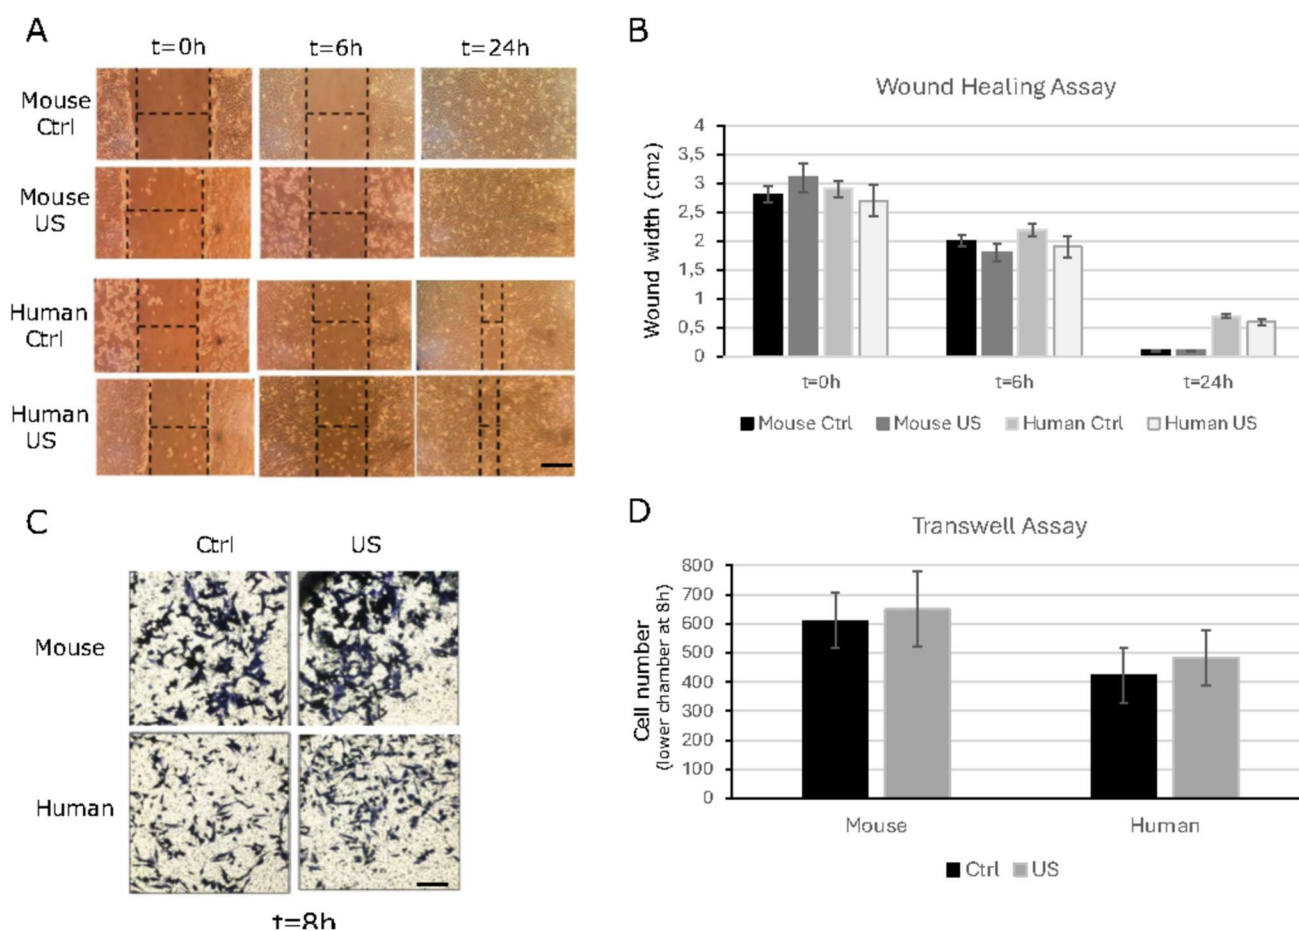 A
t=0h t=6h t=24h
Mouse
Ctrl
Mouse
US
Human
Ctrl
Human
US
B
Wound Healing Assay
Wound width (cm2)
4
3,5
3
2,5
2
1,5
1
0,5
0
t=0h t=6h t=24h
Mouse Ctrl Mouse US Human Ctrl Human US
C
Ctrl US
Mouse
Human
t=8h
D
Transwell Assay
Cell number
(lower chamber at 8h)
800
700
600
500
400
300
200
100
0
Mouse Human
Ctrl US